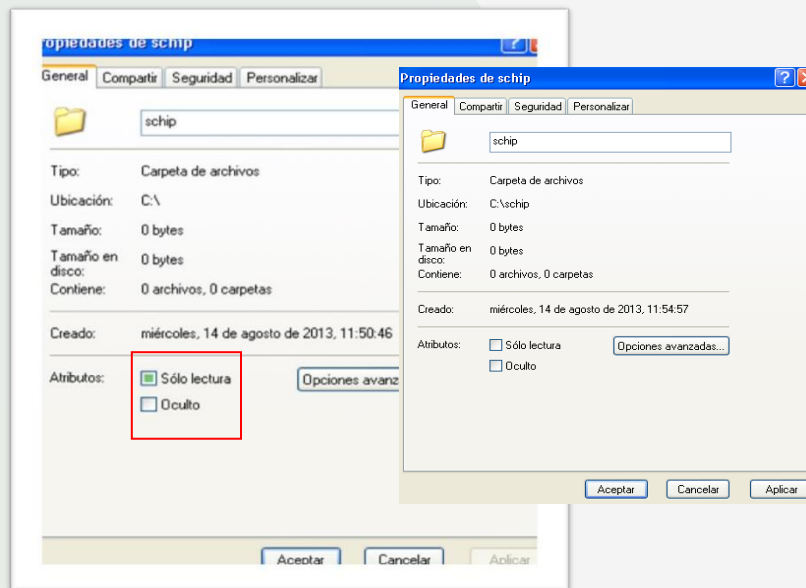 Propiedades de schip
General Compartir Seguridad Personalizar
schip
Tipo: Carpeta de archivos
Ubicación: C:\
Tamaño: 0 bytes
Tamaño en disco: 0 bytes
Contiene: 0 archivos, 0 carpetas
Creado: miércoles, 14 de agosto de 2013, 11:50:46
Atributos: Sólo lectura Opciones avanz
Oculto
Aceptar Cancelar Aplicar
Propiedades de schip
General Compartir Seguridad Personalizar
schip
Tipo: Carpeta de archivos
Ubicación: C:\schip
Tamaño: 0 bytes
Tamaño en disco: 0 bytes
Contiene: 0 archivos, 0 carpetas
Creado: miércoles, 14 de agosto de 2013, 11:54:57
Atributos: Sólo lectura Opciones avanzadas...
Oculto
Aceptar Cancelar Aplicar